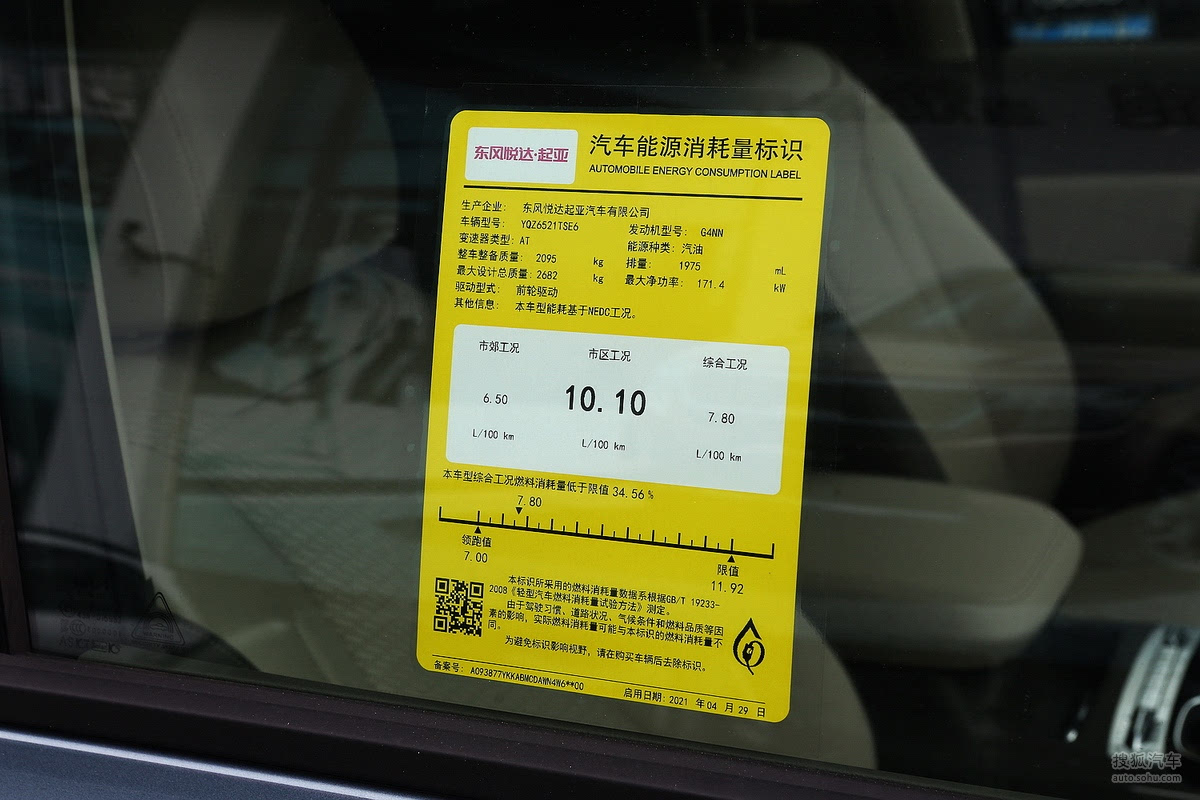 东风悦达·起亚
汽车能源消耗量标识
AUTOMOBILE ENERGY CONSUMPTION LABEL
生产企业: 东风悦达起亚汽车有限公司
车辆型号: YQZ6521TSE6 发动机型号: G4NN
变速器类型: AT 能源种类: 汽油
整车整备质量: 2095 kg 排量: 1975 mL
最大设计总质量: 2682 kg 最大净功率: 171.4 kW
驱动型式: 前轮驱动
其他信息: 本车型能耗基于NEDC工况。
市郊工况 市区工况 综合工况
6.50 10.10 7.80
L/100 km L/100 km L/100 km
本车型综合工况燃料消耗量低于限值 34.56 %
7.80
领跑值 限值
7.00 11.92
本标识所采用的燃料消耗量数据系根据GB/T 19233-
2008《轻型汽车燃料消耗量试验方法》测定。
由于驾驶习惯、道路状况、气候条件和燃料品质等因
素的影响，实际燃料消耗量可能与本标识的燃料消耗量不
同。
为避免标识影响视野，请在购买车辆后去除标识。
备案号: A093877YKKABMCDAWN4W6**00 启用日期: 2021 年 04 月 29 日
搜狐汽车
auto.sohu.com